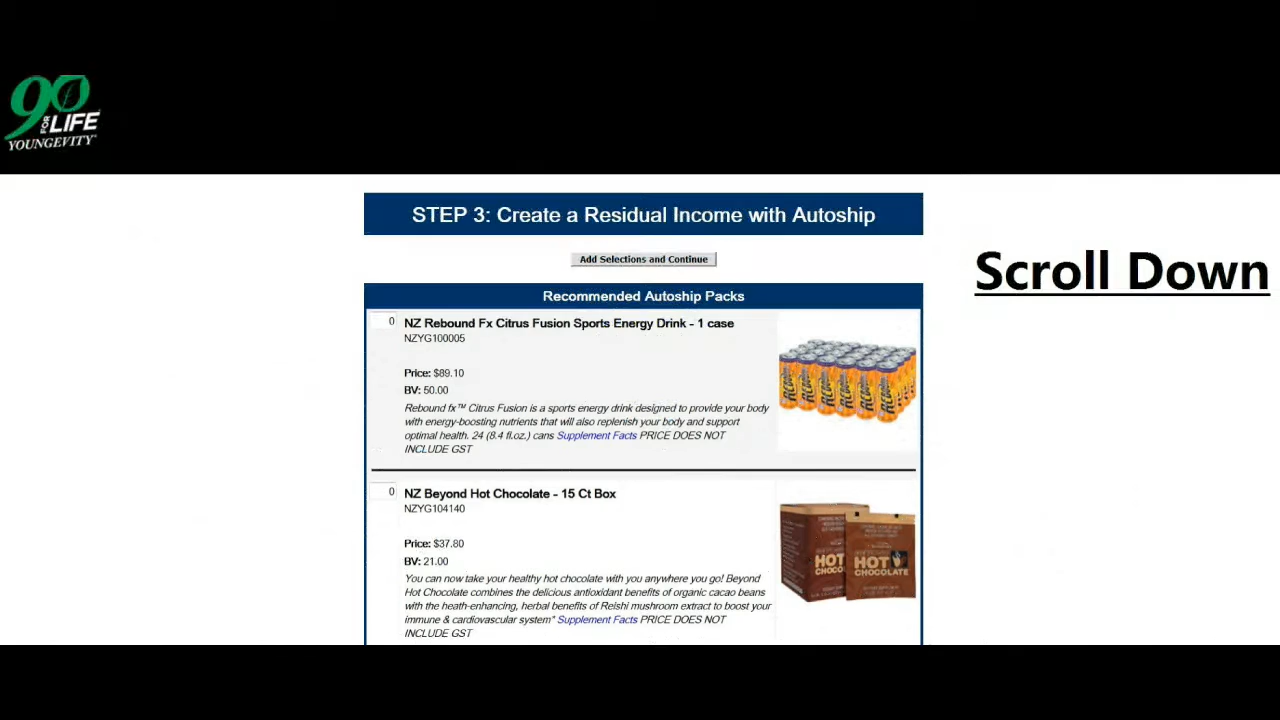 90
FOR LIFE
YOUNGEVITY
STEP 3: Create a Residual Income with Autoship
Add Selections and Continue
Scroll Down
Recommended Autoship Packs
0
NZ Rebound Fx Citrus Fusion Sports Energy Drink - 1 case
NZYG100005
Price: $89.10
BV: 50.00
Rebound fx™ Citrus Fusion is a sports energy drink designed to provide your body
with energy-boosting nutrients that will also replenish your body and support
optimal health. 24 (8.4 fl.oz.) cans Supplement Facts PRICE DOES NOT
INCLUDE GST
0
NZ Beyond Hot Chocolate - 15 Ct Box
NZYG104140
Price: $37.80
BV: 21.00
You can now take your healthy hot chocolate with you anywhere you go! Beyond
Hot Chocolate combines the delicious antioxidant benefits of organic cacao beans
with the heath-enhancing, herbal benefits of Reishi mushroom extract to boost your
immune & cardiovascular system* Supplement Facts PRICE DOES NOT
INCLUDE GST
HOT
CHOCOLATE